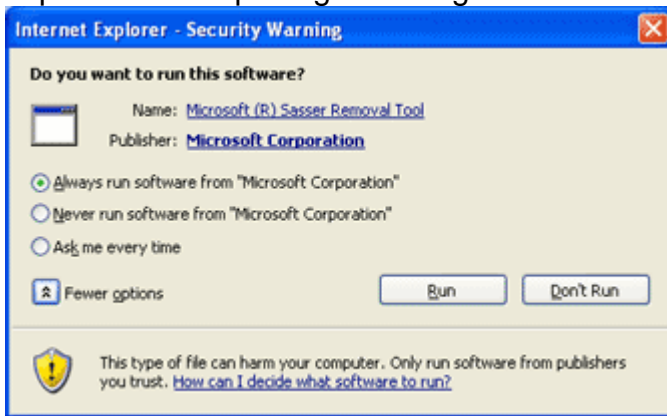 Internet Explorer - Security Warning
Do you want to run this software?
Name: Microsoft (R) Sasser Removal Tool
Publisher: Microsoft Corporation
Always run software from "Microsoft Corporation"
Never run software from "Microsoft Corporation"
Ask me every time
Fewer options
Run
Don't Run
This type of file can harm your computer. Only run software from publishers
you trust. How can I decide what software to run?